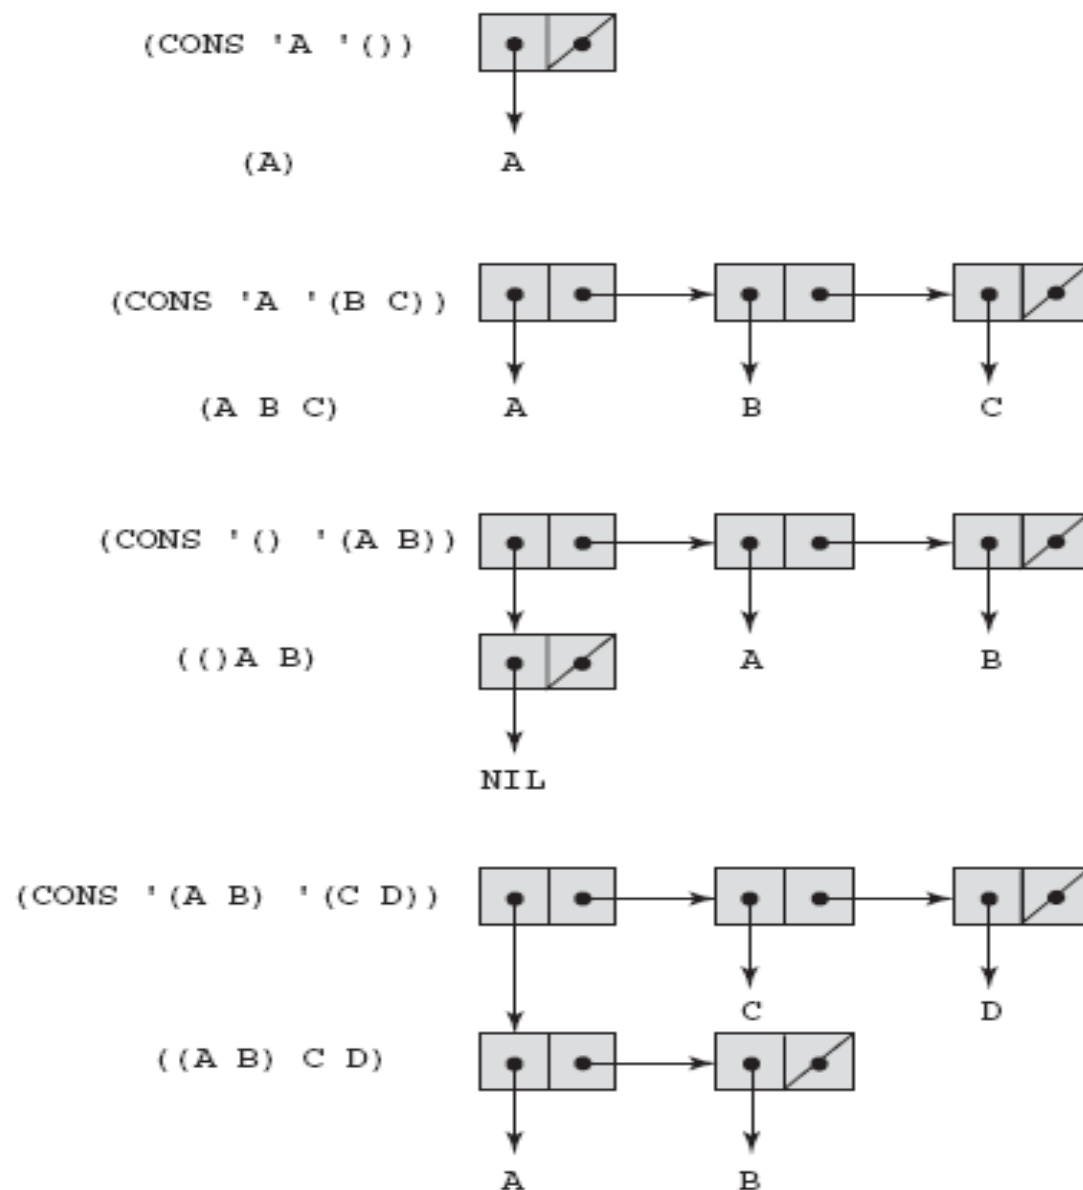 (CONS 'A '())
(A) A
(CONS 'A '(B C))
(A B C) A B C
(CONS '() '(A B))
(()A B) A B
NIL
(CONS '(A B) '(C D))
C D
((A B) C D)
A B